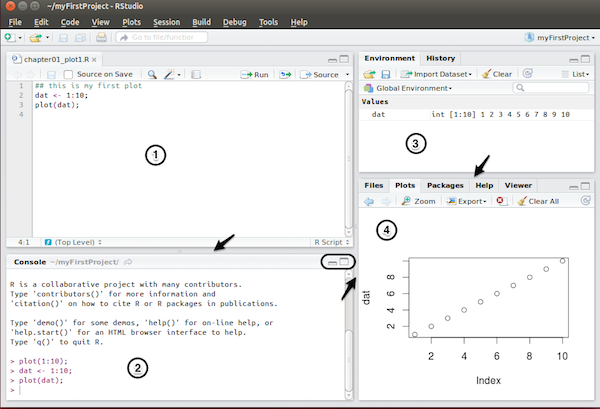 ~/myFirstProject - RStudio
File Edit Code View Plots Session Build Debug Tools Help
Go to file/function
myFirstProject
chapter01_plot1.R
Source on Save
Run
Source
1 ## this is my first plot
2 dat <- 1:10;
3 plot(dat);
4
1
4:1 (Top Level) R Script
Console ~/myFirstProject/
R is a collaborative project with many contributors.
Type 'contributors()' for more information and
'citation()' on how to cite R or R packages in publications.
Type 'demo()' for some demos, 'help()' for on-line help, or
'help.start()' for an HTML browser interface to help.
Type 'q()' to quit R.
> plot(1:10);
> dat <- 1:10;
> plot(dat);
>
2
Environment History
Import Dataset Clear List
Global Environment
Values
dat int [1:10] 1 2 3 4 5 6 7 8 9 10
3
Files Plots Packages Help Viewer
Zoom Export Clear All
4
dat
8
6
4
2
2 4 6 8 10
Index